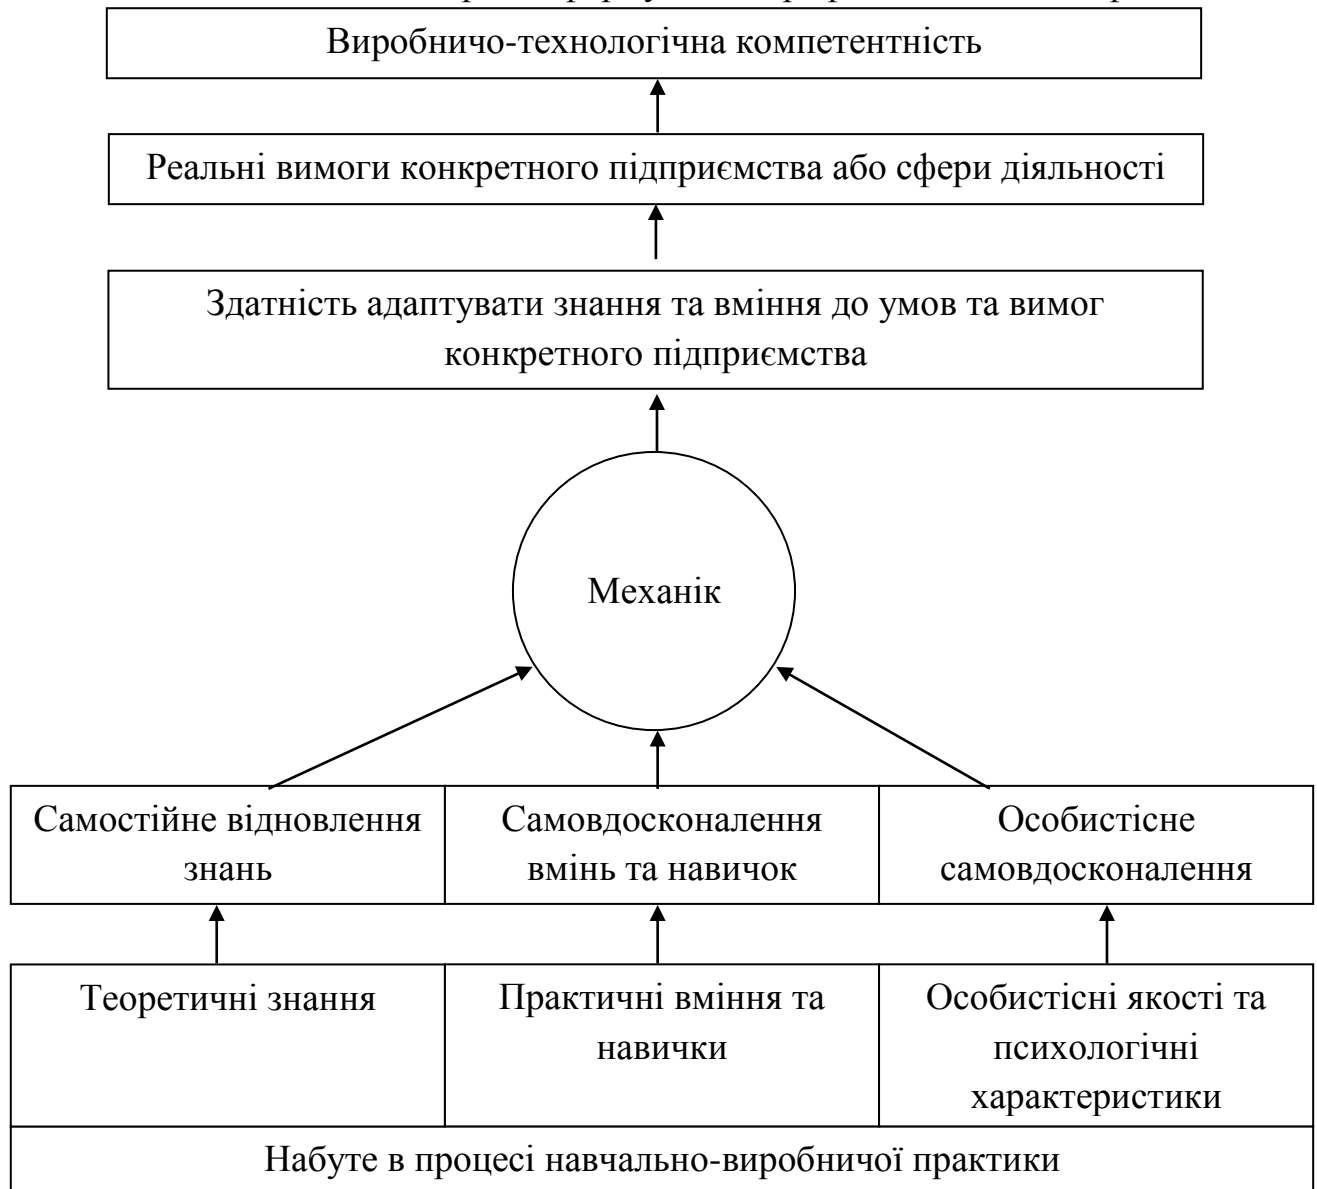 Виробничо-технологічна компетентність
Реальні вимоги конкретного підприємства або сфери діяльності
Здатність адаптувати знання та вміння до умов та вимог
конкретного підприємства
Механік
Самостійне відновлення
знань
Самовдосконалення
вмінь та навичок
Особистісне
самовдосконалення
Теоретичні знання
Практичні вміння та
навички
Особистісні якості та
психологічні
характеристики
Набуте в процесі навчально-виробничої практики